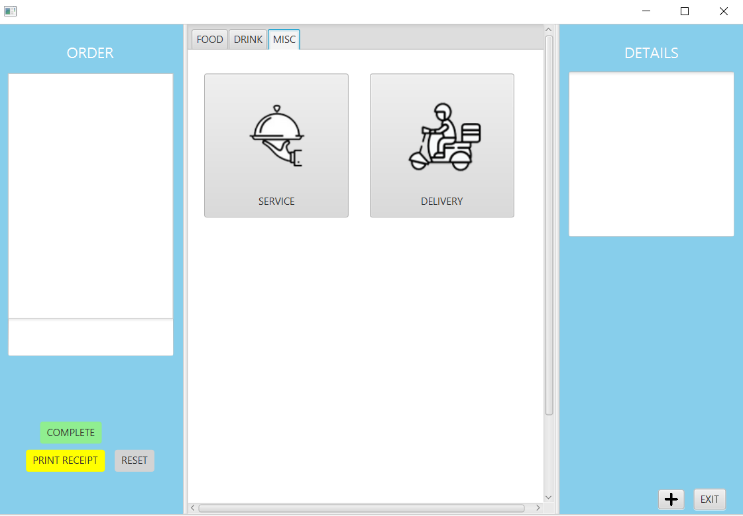 ORDER
FOOD
DRINK
MISC
DETAILS
SERVICE
DELIVERY
COMPLETE
PRINT RECEIPT
RESET
EXIT